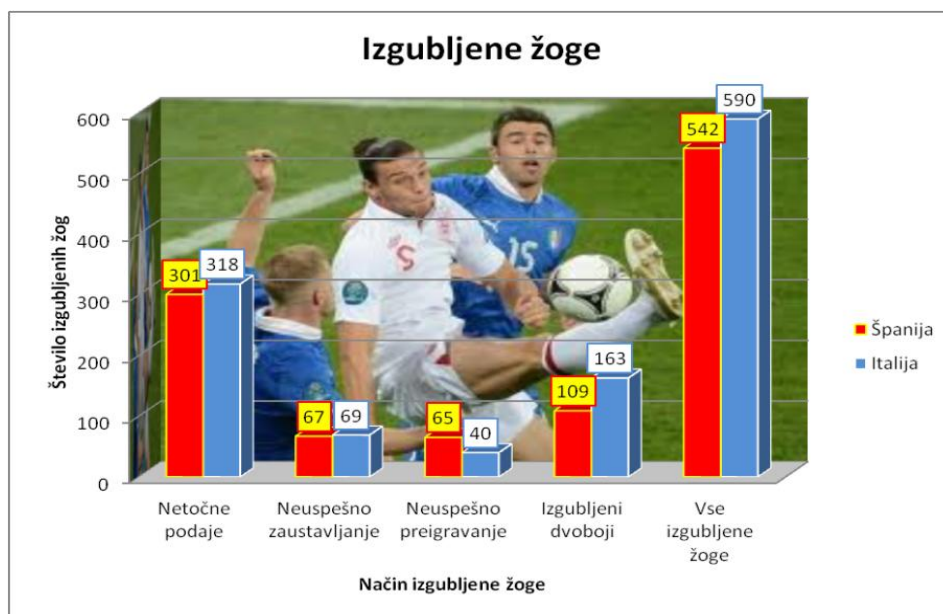 Izgubljene žoge
Število izgubljenih žog
600
500
400
300
200
100
0
301
318
67
69
65
40
109
163
542
590
15
5
Netočne
podaje
Neuspešno
zaustavljanje
Neuspešno
preigravanje
Izgubljeni
dvoboji
Vse
izgubljene
žoge
Način izgubljene žoge
Španija
Italija